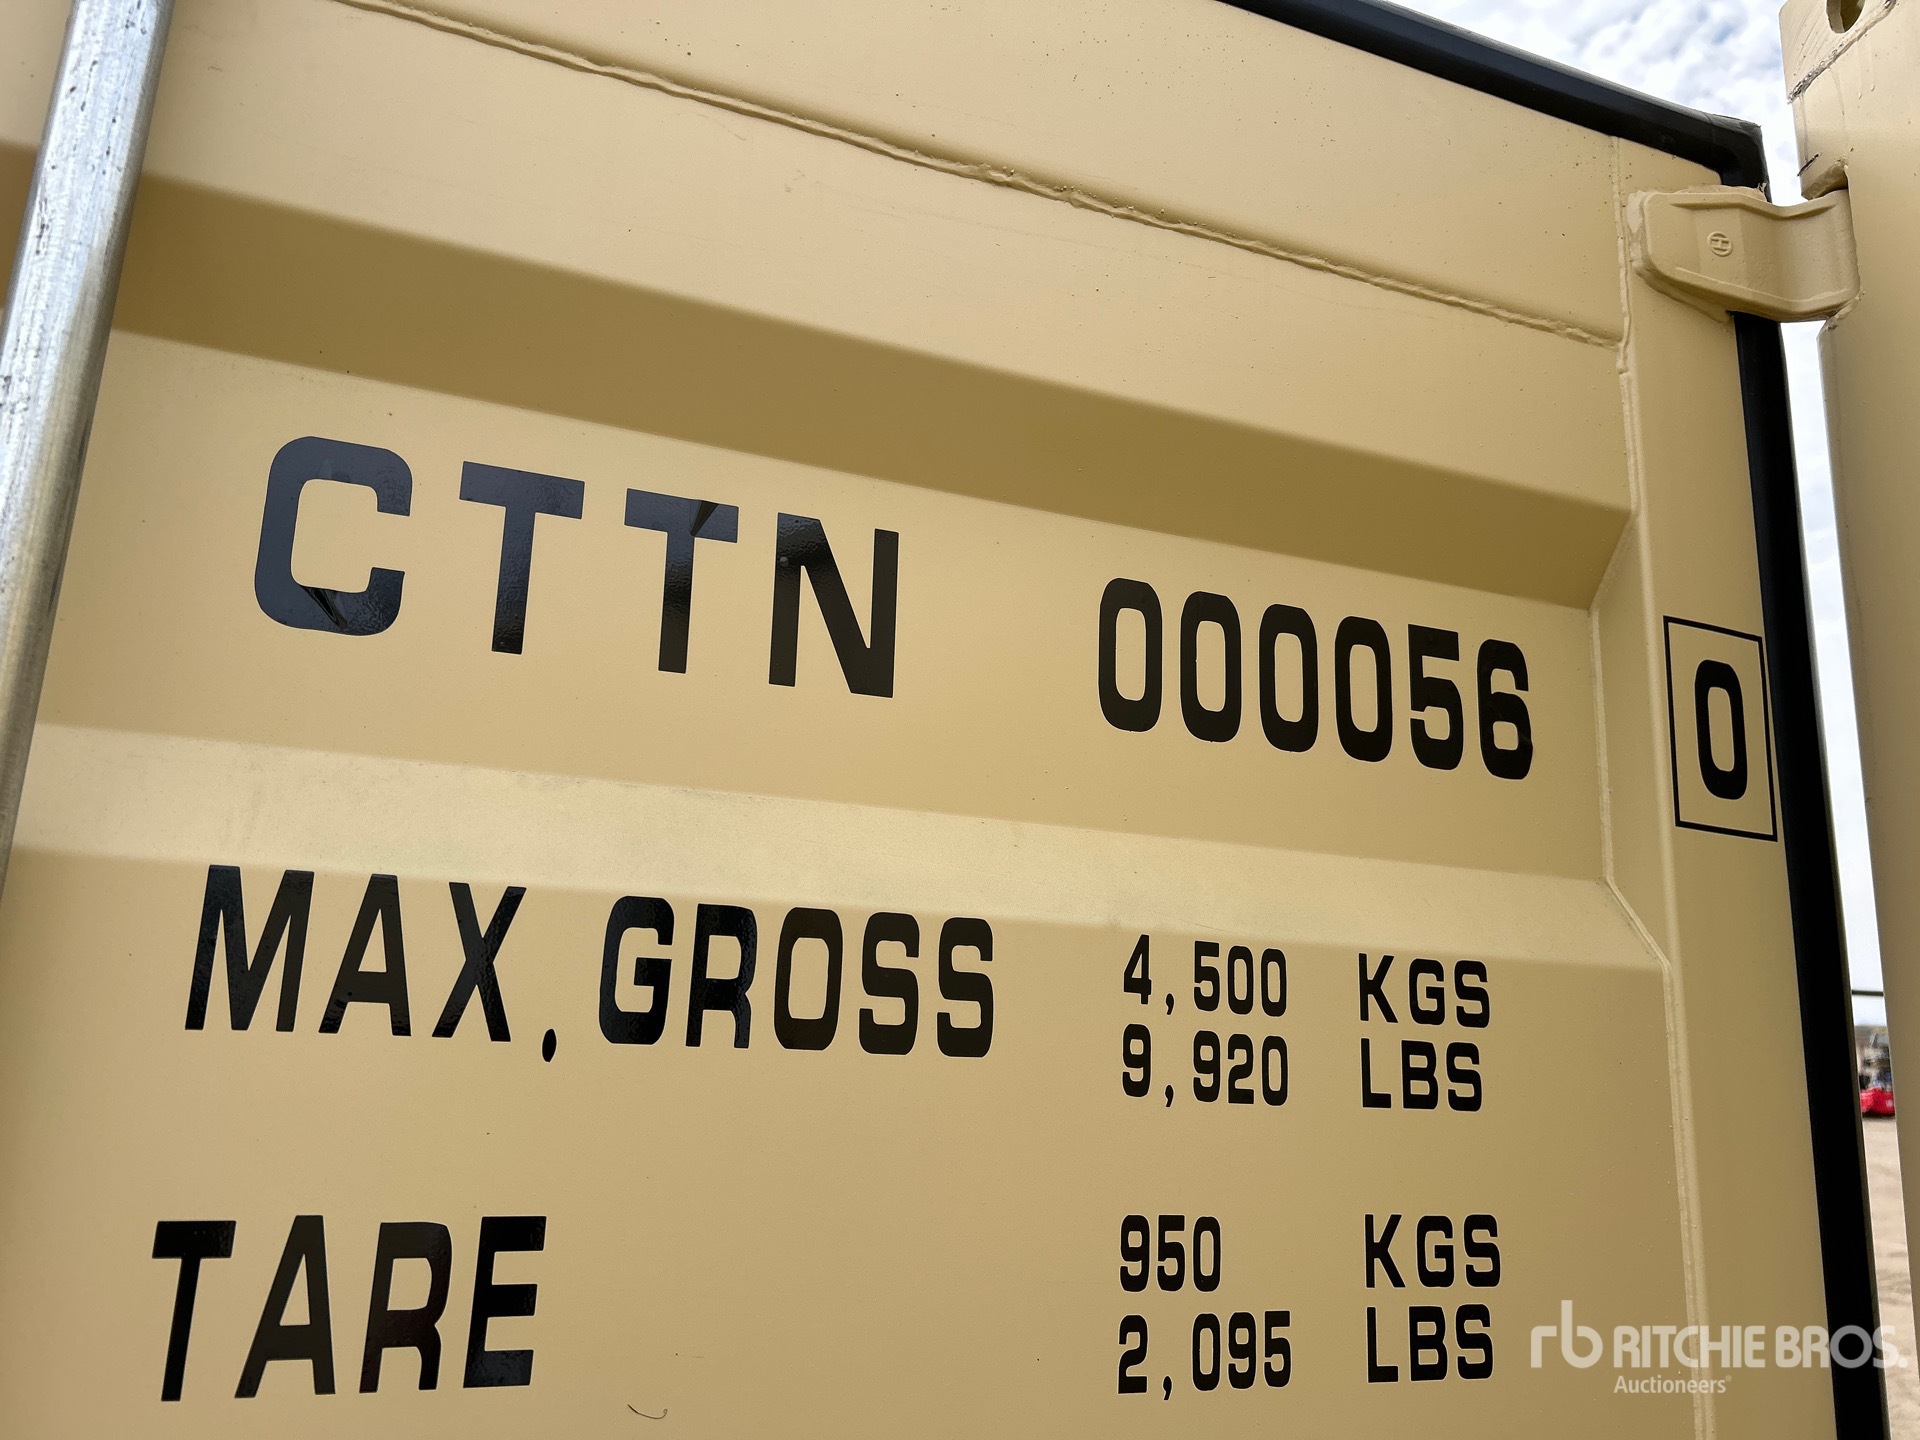 CTTN 000056 0
MAX. GROSS 4,500 KGS
9,920 LBS
TARE 950 KGS
2,095 LBS
rb RITCHIE BROS.
Auctioneers